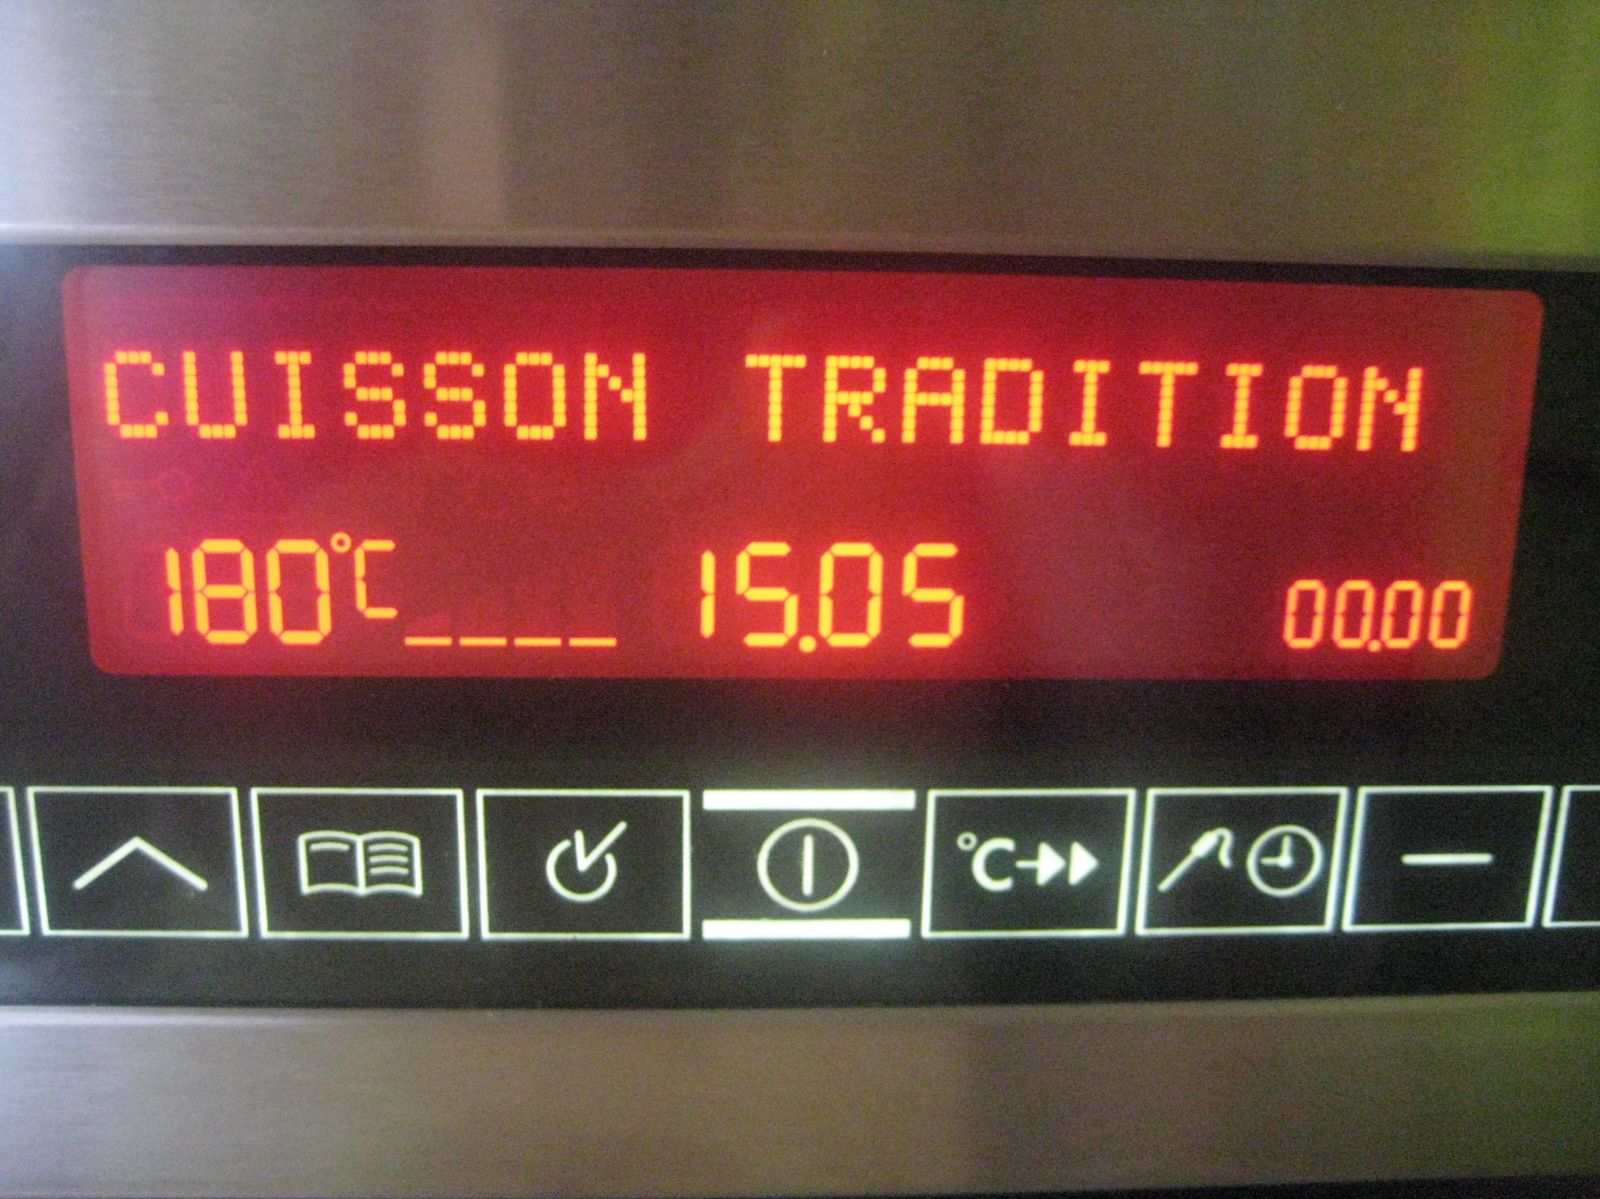 CUISSON TRADITION
180°C____ 15.05 00.00
°C